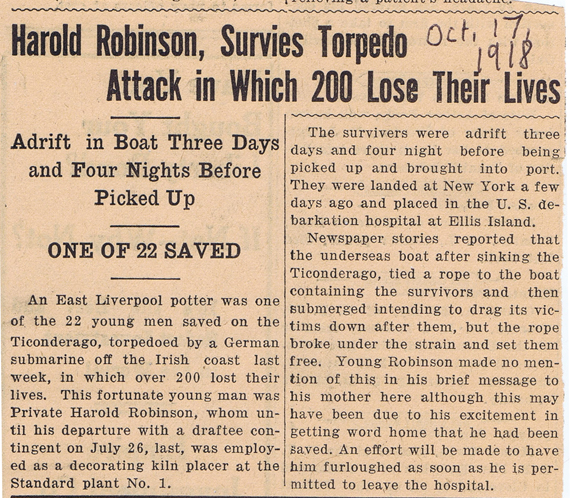 removing a patient's headache.
Harold Robinson, Survies Torpedo
Attack in Which 200 Lose Their Lives
Oct. 17,
1918
Adrift in Boat Three Days
and Four Nights Before
Picked Up
ONE OF 22 SAVED
An East Liverpool potter was one
of the 22 young men saved on the
Ticonderago, torpedoed by a German
submarine off the Irish coast last
week, in which over 200 lost their
lives. This fortunate young man was
Private Harold Robinson, whom un-
til his departure with a draftee con-
tingent on July 26, last, was employ-
ed as a decorating kiln placer at the
Standard plant No. 1.
The survivers were adrift three
days and four night before being
picked up and brought into port.
They were landed at New York a few
days ago and placed in the U. S. de-
barkation hospital at Ellis Island.
Newspaper stories reported that
the underseas boat after sinking the
Ticonderago, tied a rope to the boat
containing the survivors and then
submerged intending to drag its vic-
tims down after them, but the rope
broke under the strain and set them
free. Young Robinson made no men-
tion of this in his brief message to
his mother here although this may
have been due to his excitement in
getting word home that he had been
saved. An effort will be made to have
him furloughed as soon as he is per-
mitted to leave the hospital.